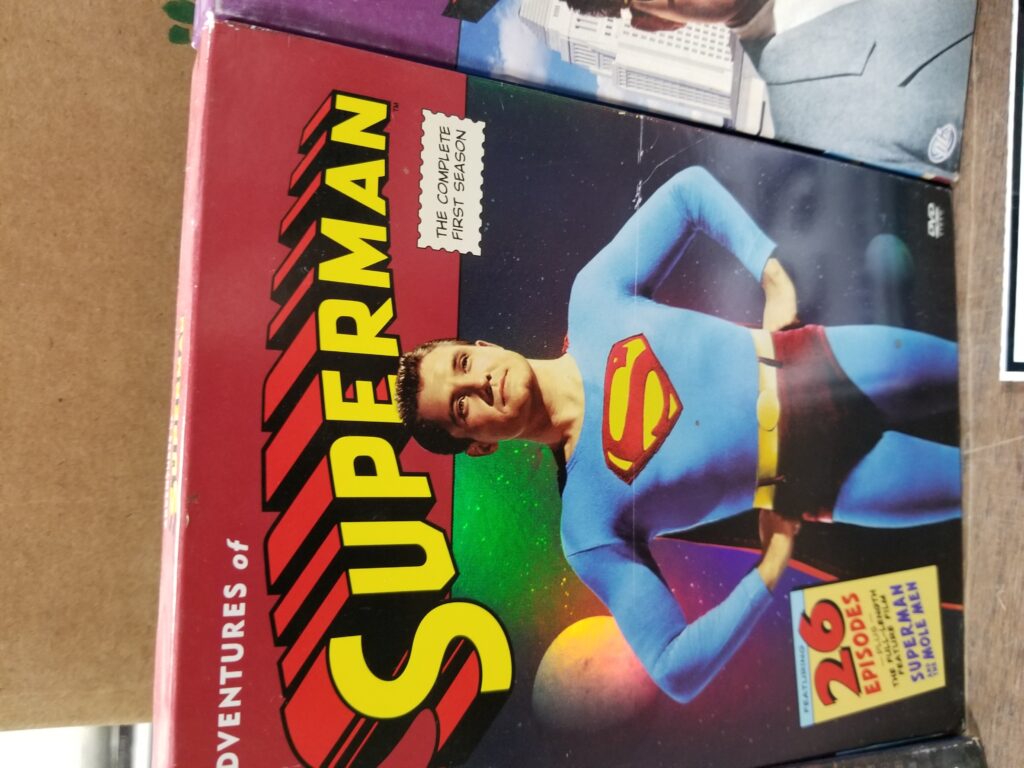 DVENTURES of
SUPERMAN™
THE COMPLETE
FIRST SEASON
S
DVD
FEATURING
26
EPISODES
—PLUS—
THE FULL-LENGTH
FEATURE FILM
SUPERMAN
AND THE MOLE MEN